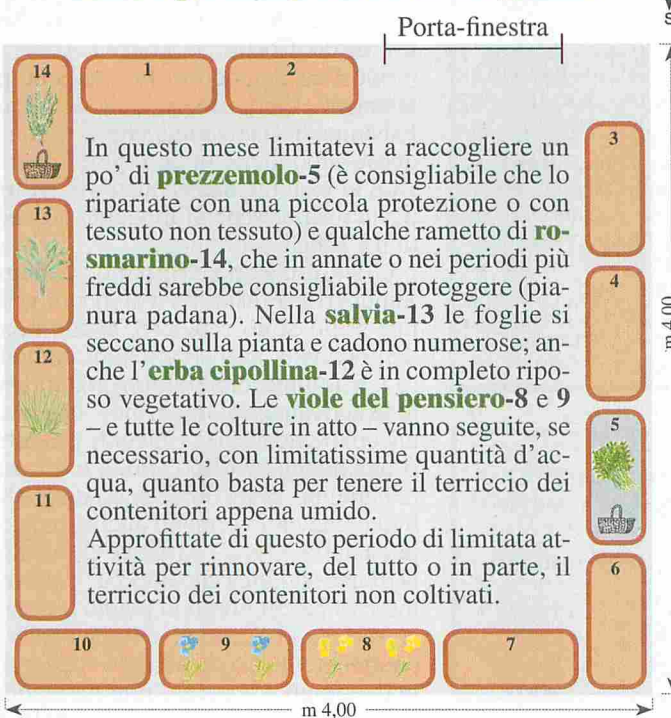 Porta-finestra
14
1
2
3
13
4
12
5
11
6
In questo mese limitatevi a raccogliere un
po' di prezzemolo-5 (è consigliabile che lo
ripariate con una piccola protezione o con
tessuto non tessuto) e qualche rametto di ro-
smarino-14, che in annate o nei periodi più
freddi sarebbe consigliabile proteggere (pia-
nura padana). Nella salvia-13 le foglie si
seccano sulla pianta e cadono numerose; an-
che l'erba cipollina-12 è in completo ripo-
so vegetativo. Le viole del pensiero-8 e 9
– e tutte le colture in atto – vanno seguite, se
necessario, con limitatissime quantità d'ac-
qua, quanto basta per tenere il terriccio dei
contenitori appena umido.
Approfittate di questo periodo di limitata at-
tività per rinnovare, del tutto o in parte, il
terriccio dei contenitori non coltivati.
10
9
8
7
m 4,00
m 4,00